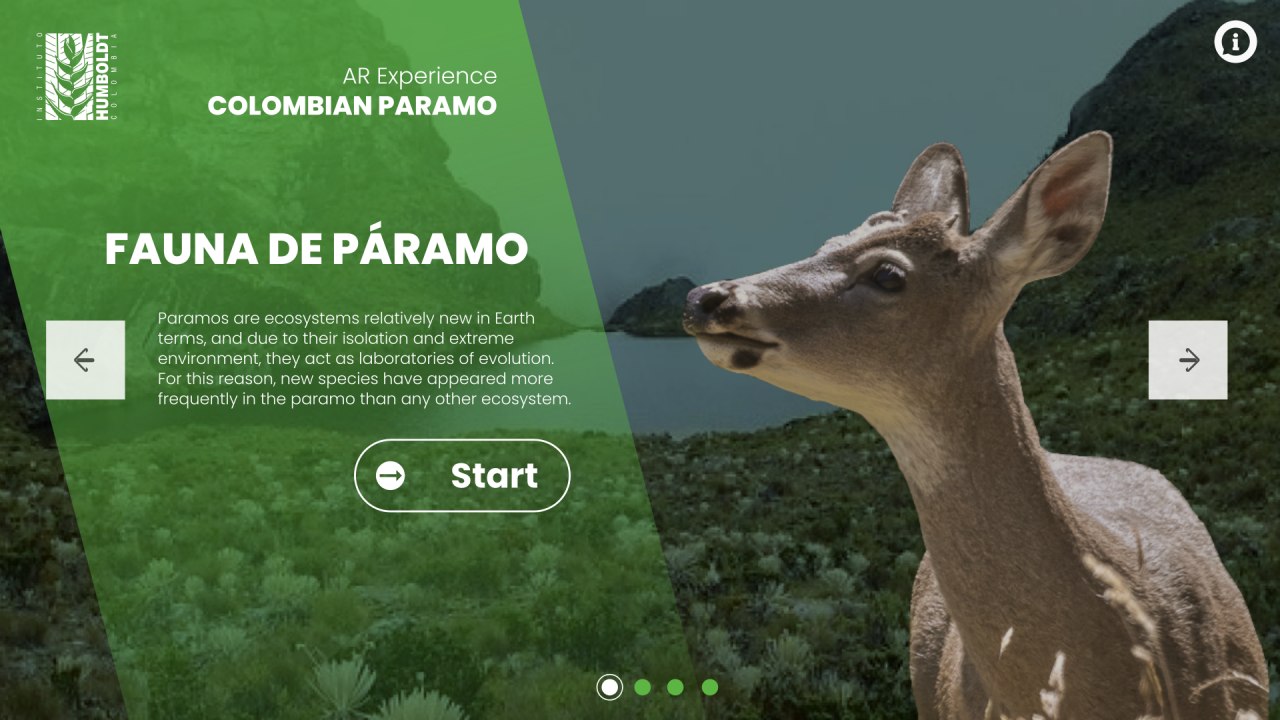 INSTITUTO
HUMBOLDT
COLOMBIA
AR Experience
COLOMBIAN PARAMO
FAUNA DE PÁRAMO
Paramos are ecosystems relatively new in Earth
terms, and due to their isolation and extreme
environment, they act as laboratories of evolution.
For this reason, new species have appeared more
frequently in the paramo than any other ecosystem.
Start
i